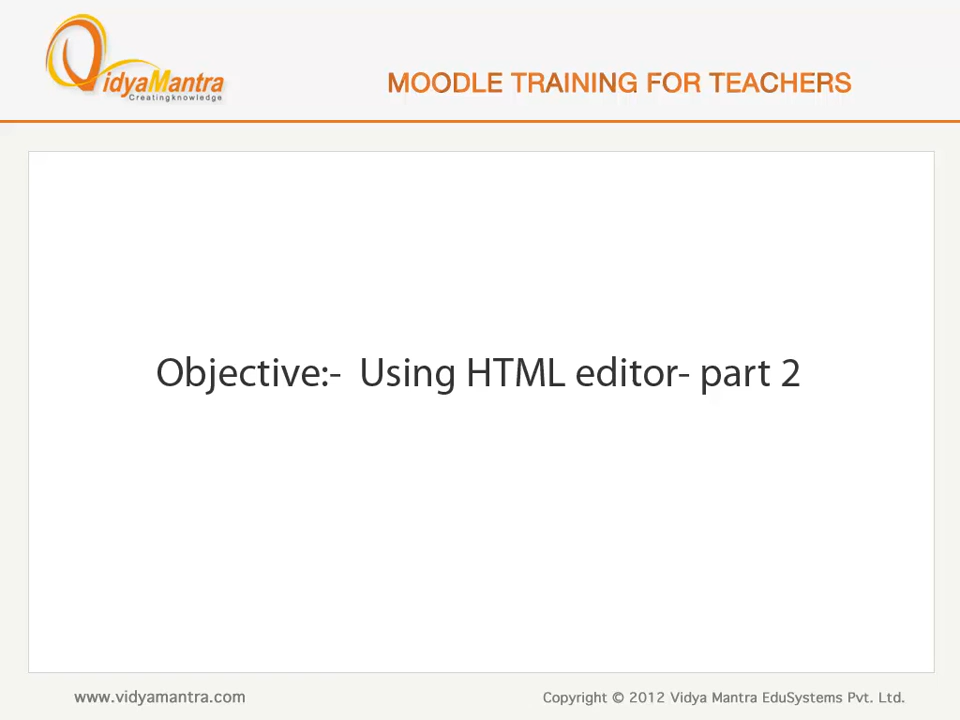 VidyaMantra
Creatingknowledge
MOODLE TRAINING FOR TEACHERS
Objective:- Using HTML editor- part 2
www.vidyamantra.com
Copyright © 2012 Vidya Mantra EduSystems Pvt. Ltd.